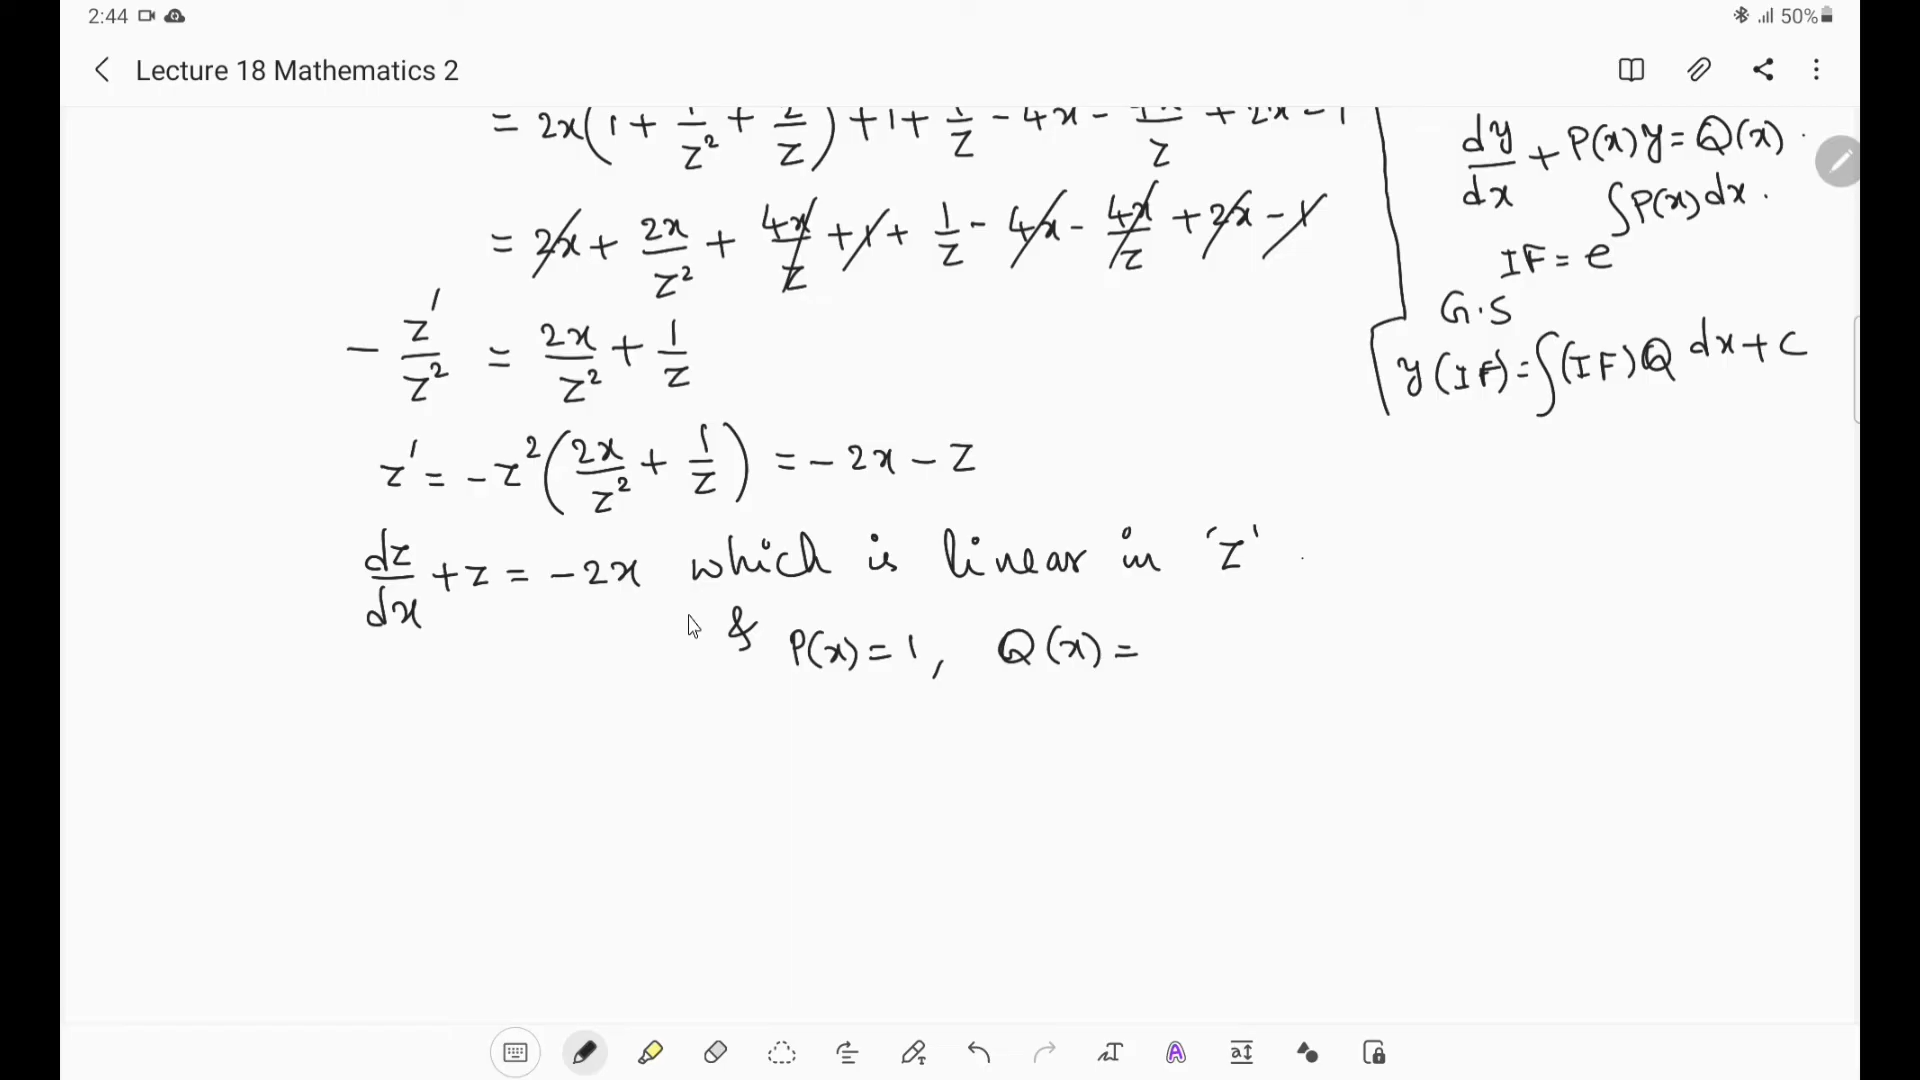 2:44 50%
Lecture 18 Mathematics 2
= 2x(1 + 1/z² + 2/z) + 1 + 1/z - 4x - 4x/z + 2x - 1
= 2x + 2x/z² + 4x/z + 1 + 1/z - 4x - 4x/z + 2x - 1
- z'/z² = 2x/z² + 1/z
z' = -z²(2x/z² + 1/z) = - 2x - z
dz/dx + z = - 2x which is linear in 'z'
& P(x) = 1, Q(x) =
dy/dx + P(x)y = Q(x).
IF = e^∫P(x)dx.
G.S
y(IF) = ∫(IF)Q dx + C